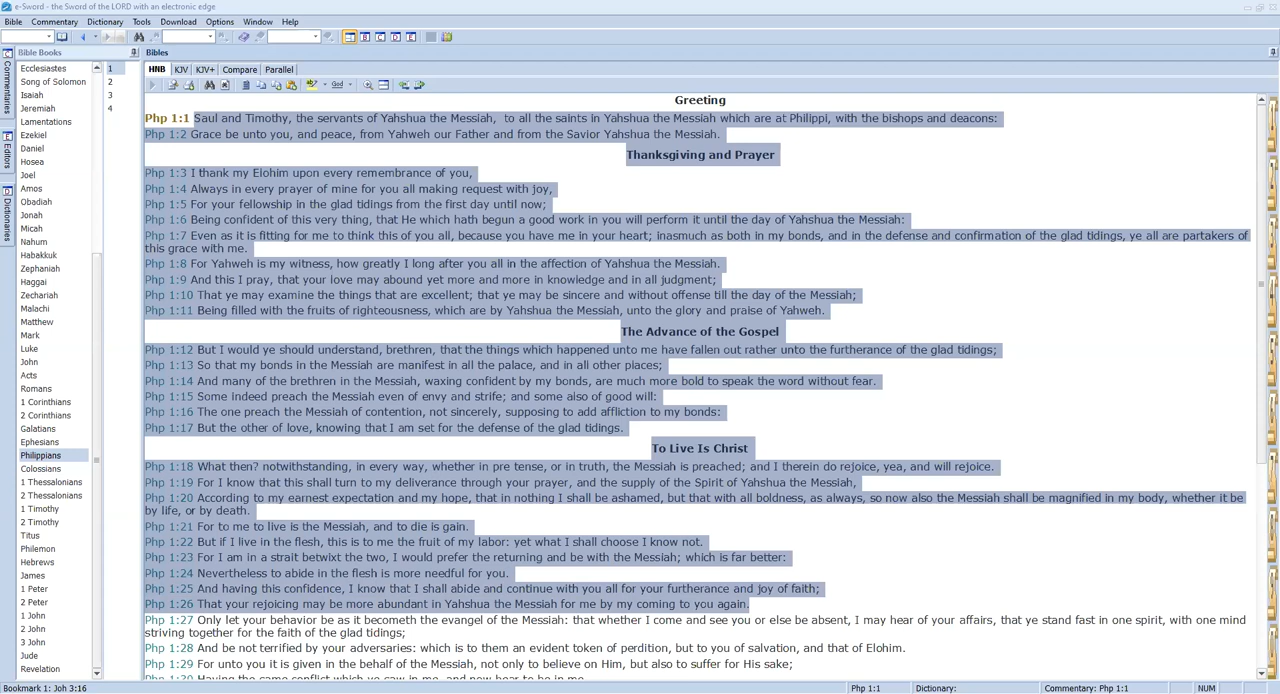 e-Sword - the Sword of the LORD with an electronic edge
Bible Commentary Dictionary Tools Download Options Window Help
B C D E
Bible Books
Bibles
HNB KJV KJV+ Compare Parallel
Commentaries
Editors
Dictionaries
Ecclesiastes
Song of Solomon
Isaiah
Jeremiah
Lamentations
Ezekiel
Daniel
Hosea
Joel
Amos
Obadiah
Jonah
Micah
Nahum
Habakkuk
Zephaniah
Haggai
Zechariah
Malachi
Matthew
Mark
Luke
John
Acts
Romans
1 Corinthians
2 Corinthians
Galatians
Ephesians
Philippians
Colossians
1 Thessalonians
2 Thessalonians
1 Timothy
2 Timothy
Titus
Philemon
Hebrews
James
1 Peter
2 Peter
1 John
2 John
3 John
Jude
Revelation
1
2
3
4
Greeting
Php 1:1 Saul and Timothy, the servants of Yahshua the Messiah, to all the saints in Yahshua the Messiah which are at Philippi, with the bishops and deacons:
Php 1:2 Grace be unto you, and peace, from Yahweh our Father and from the Savior Yahshua the Messiah.
Thanksgiving and Prayer
Php 1:3 I thank my Elohim upon every remembrance of you,
Php 1:4 Always in every prayer of mine for you all making request with joy,
Php 1:5 For your fellowship in the glad tidings from the first day until now;
Php 1:6 Being confident of this very thing, that He which hath begun a good work in you will perform it until the day of Yahshua the Messiah:
Php 1:7 Even as it is fitting for me to think this of you all, because you have me in your heart; inasmuch as both in my bonds, and in the defense and confirmation of the glad tidings, ye all are partakers of
this grace with me.
Php 1:8 For Yahweh is my witness, how greatly I long after you all in the affection of Yahshua the Messiah.
Php 1:9 And this I pray, that your love may abound yet more and more in knowledge and in all judgment;
Php 1:10 That ye may examine the things that are excellent; that ye may be sincere and without offense till the day of the Messiah;
Php 1:11 Being filled with the fruits of righteousness, which are by Yahshua the Messiah, unto the glory and praise of Yahweh.
The Advance of the Gospel
Php 1:12 But I would ye should understand, brethren, that the things which happened unto me have fallen out rather unto the furtherance of the glad tidings;
Php 1:13 So that my bonds in the Messiah are manifest in all the palace, and in all other places;
Php 1:14 And many of the brethren in the Messiah, waxing confident by my bonds, are much more bold to speak the word without fear.
Php 1:15 Some indeed preach the Messiah even of envy and strife; and some also of good will:
Php 1:16 The one preach the Messiah of contention, not sincerely, supposing to add affliction to my bonds:
Php 1:17 But the other of love, knowing that I am set for the defense of the glad tidings.
To Live Is Christ
Php 1:18 What then? notwithstanding, in every way, whether in pre tense, or in truth, the Messiah is preached; and I therein do rejoice, yea, and will rejoice.
Php 1:19 For I know that this shall turn to my deliverance through your prayer, and the supply of the Spirit of Yahshua the Messiah,
Php 1:20 According to my earnest expectation and my hope, that in nothing I shall be ashamed, but that with all boldness, as always, so now also the Messiah shall be magnified in my body, whether it be
by life, or by death.
Php 1:21 For to me to live is the Messiah, and to die is gain.
Php 1:22 But if I live in the flesh, this is to me the fruit of my labor: yet what I shall choose I know not.
Php 1:23 For I am in a strait betwixt the two, I would prefer the returning and be with the Messiah; which is far better:
Php 1:24 Nevertheless to abide in the flesh is more needful for you.
Php 1:25 And having this confidence, I know that I shall abide and continue with you all for your furtherance and joy of faith;
Php 1:26 That your rejoicing may be more abundant in Yahshua the Messiah for me by my coming to you again.
Php 1:27 Only let your behavior be as it becometh the evangel of the Messiah: that whether I come and see you or else be absent, I may hear of your affairs, that ye stand fast in one spirit, with one mind
striving together for the faith of the glad tidings;
Php 1:28 And be not terrified by your adversaries: which is to them an evident token of perdition, but to you of salvation, and that of Elohim.
Php 1:29 For unto you it is given in the behalf of the Messiah, not only to believe on Him, but also to suffer for His sake;
Php 1:30 Having the same conflict which ye saw in me, and now hear to be in me.
Bookmark 1: Joh 3:16
Php 1:1
Dictionary:
Commentary: Php 1:1
NUM